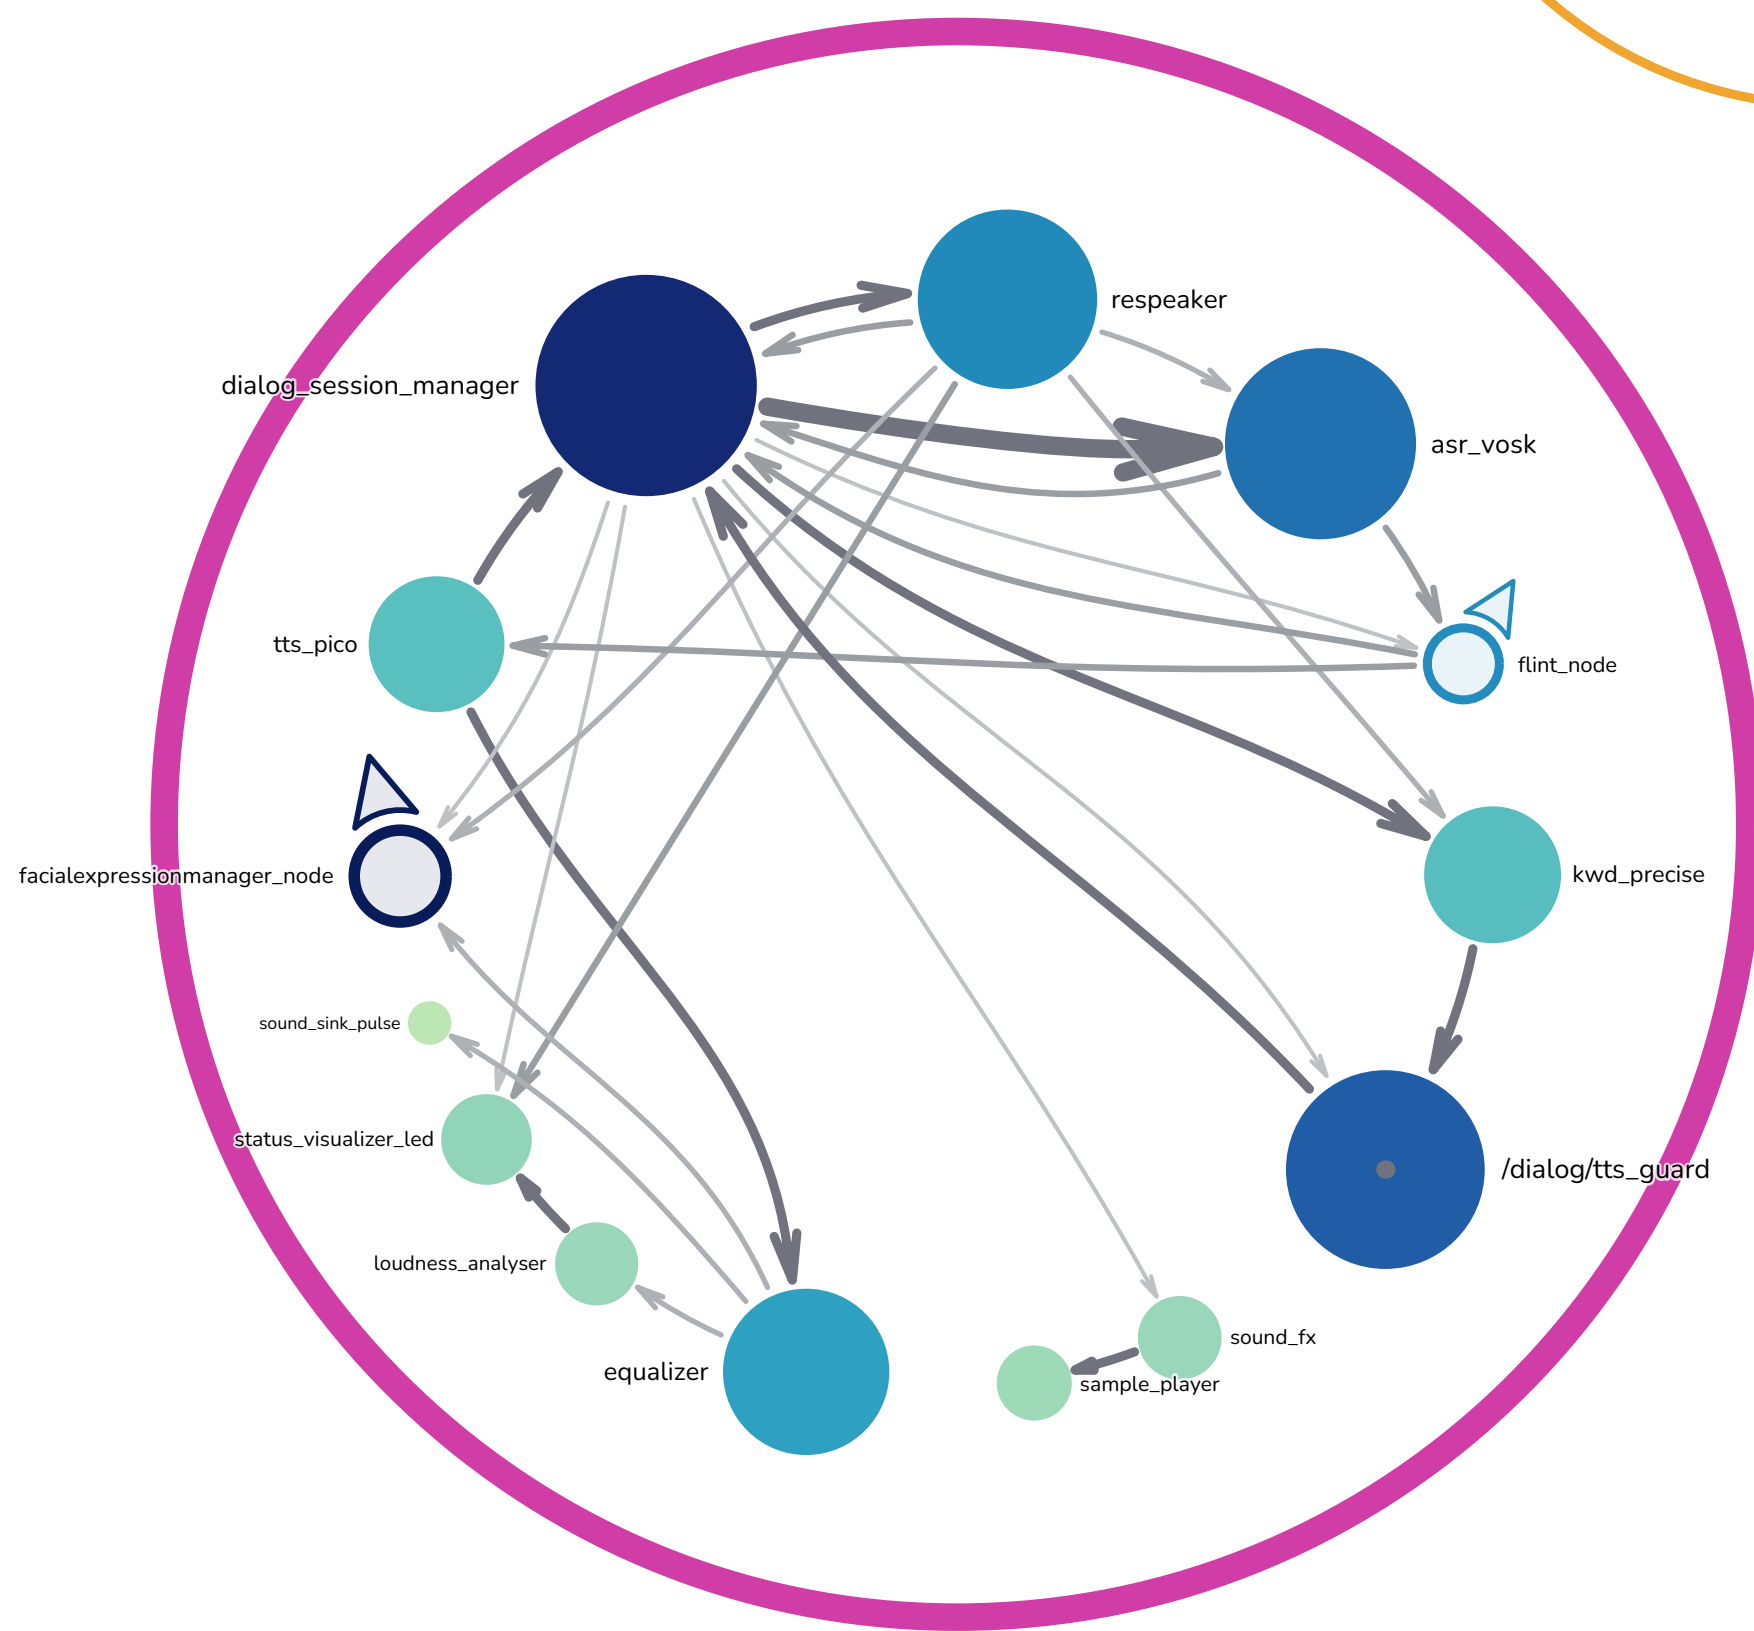 respeaker
dialog_session_manager
asr_vosk
tts_pico
flint_node
facialexpressionmanager_node
kwd_precise
sound_sink_pulse
status_visualizer_led
/dialog/tts_guard
loudness_analyser
sound_fx
equalizer
sample_player